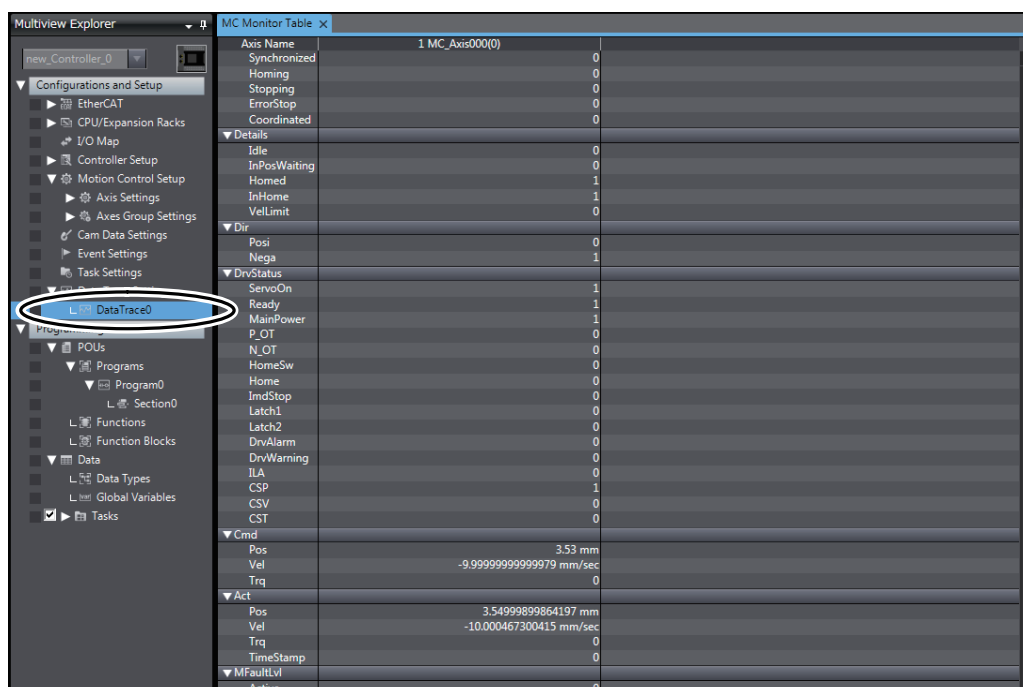 Multiview Explorer
new_Controller_0
Configurations and Setup
EtherCAT
CPU/Expansion Racks
I/O Map
Controller Setup
Motion Control Setup
Axis Settings
Axes Group Settings
Cam Data Settings
Event Settings
Task Settings
DataTrace0
POUs
Programs
Program0
Section0
Functions
Function Blocks
Data
Data Types
Global Variables
Tasks
MC Monitor Table
Axis Name 1 MC_Axis000(0)
Synchronized 0
Homing 0
Stopping 0
ErrorStop 0
Coordinated 0
Details
Idle 0
InPosWaiting 0
Homed 1
InHome 1
VelLimit 0
Dir
Posi 0
Nega 1
DrvStatus
ServoOn 1
Ready 1
MainPower 1
P_OT 0
N_OT 0
HomeSw 0
Home 0
ImdStop 0
Latch1 0
Latch2 0
DrvAlarm 0
DrvWarning 0
ILA 0
CSP 1
CSV 0
CST 0
Cmd
Pos 3.53 mm
Vel -9.99999999999979 mm/sec
Trq 0
Act
Pos 3.54999899864197 mm
Vel -10.000467300415 mm/sec
Trq 0
TimeStamp 0
MFaultLvl